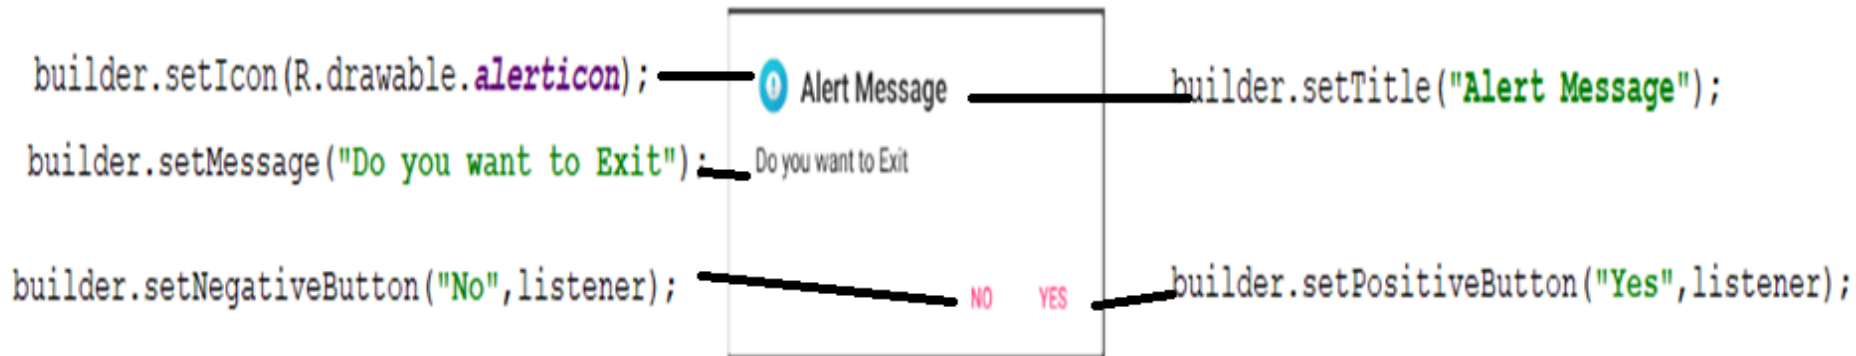 builder.setIcon(R.drawable.alerticon);
Alert Message
builder.setTitle("Alert Message");
builder.setMessage("Do you want to Exit");
Do you want to Exit
builder.setNegativeButton("No",listener);
NO YES
builder.setPositiveButton("Yes",listener);